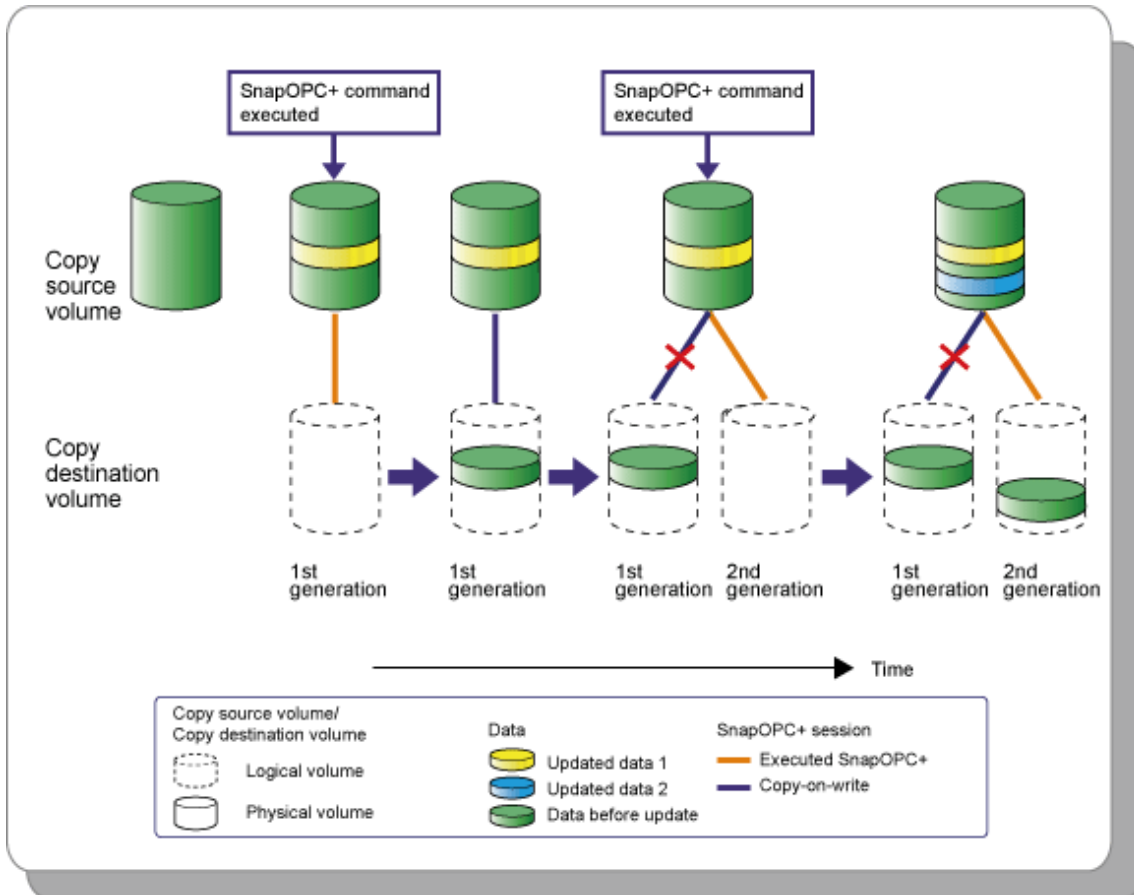 SnapOPC+ command
executed
SnapOPC+ command
executed
Copy
source
volume
Copy
destination
volume
1st
generation
1st
generation
1st
generation
2nd
generation
1st
generation
2nd
generation
Time
Copy source volume/
Copy destination volume
Logical volume
Physical volume
Data
Updated data 1
Updated data 2
Data before update
SnapOPC+ session
Executed SnapOPC+
Copy-on-write